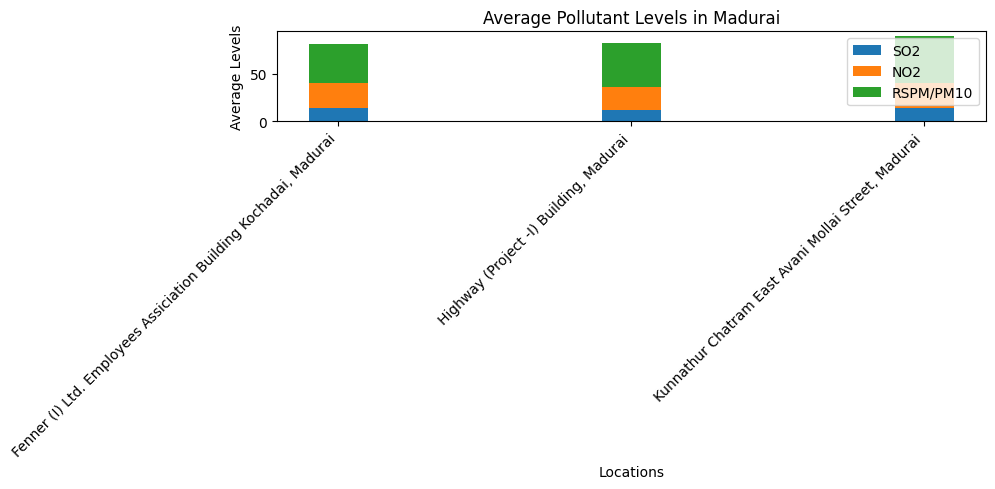 Average Pollutant Levels in Madurai
Average Levels
50
0
SO2
NO2
RSPM/PM10
Fenner (I) Ltd. Employees Assiciation Building Kochadai, Madurai
Highway (Project -I) Building, Madurai
Kunnathur Chatram East Avani Mollai Street, Madurai
Locations